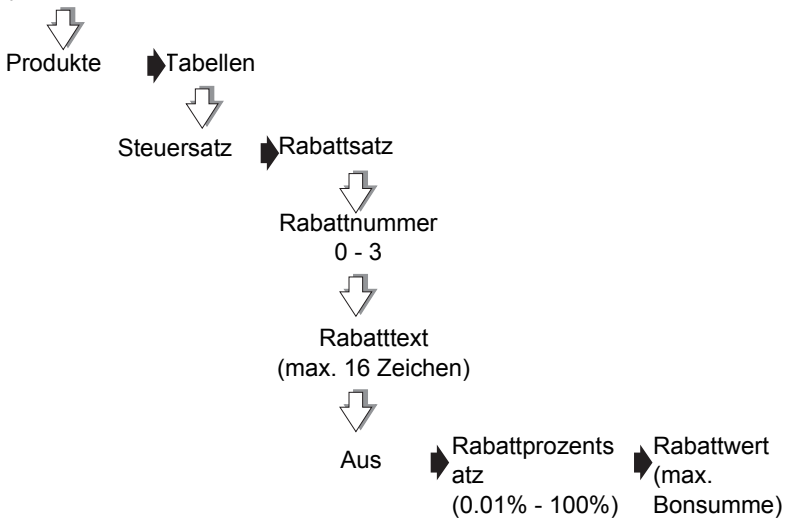 Produkte
Tabellen
Steuersatz
Rabattsatz
Rabattnummer
0 - 3
Rabatttext
(max. 16 Zeichen)
Aus
Rabattprozents
atz
(0.01% - 100%)
Rabattwert
(max.
Bonsumme)